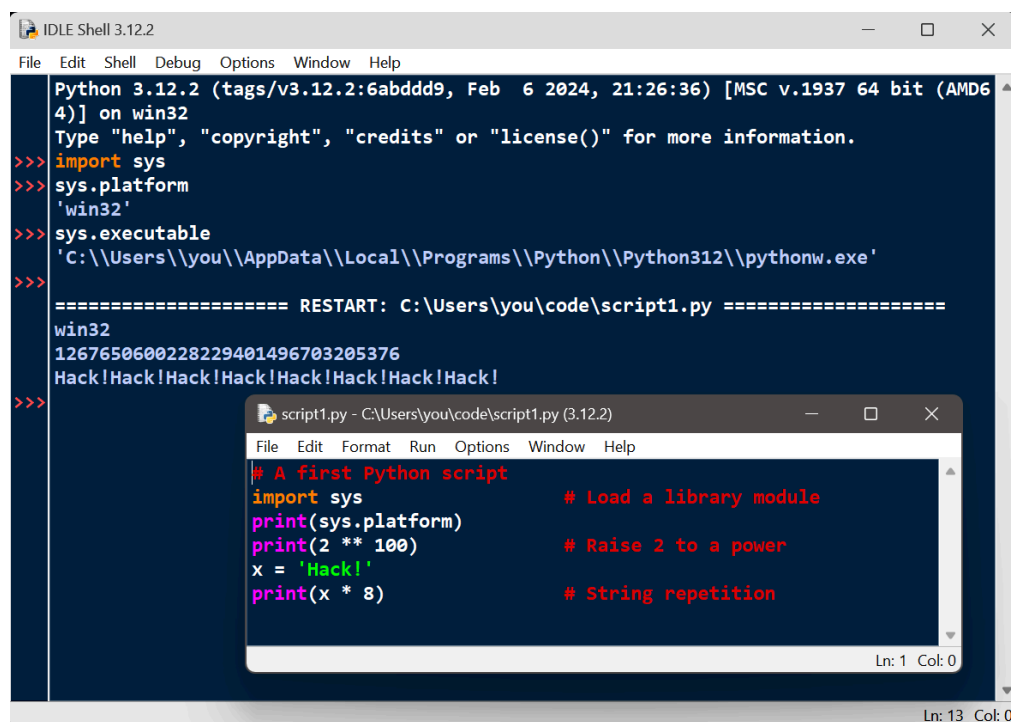 IDLE Shell 3.12.2
File Edit Shell Debug Options Window Help
Python 3.12.2 (tags/v3.12.2:6abddd9, Feb  6 2024, 21:26:36) [MSC v.1937 64 bit (AMD6
4)] on win32
Type "help", "copyright", "credits" or "license()" for more information.
>>> import sys
>>> sys.platform
'win32'
>>> sys.executable
'C:\\Users\\you\\AppData\\Local\\Programs\\Python\\Python312\\pythonw.exe'
>>>
===================== RESTART: C:\Users\you\code\script1.py ====================
win32
1267650600228229401496703205376
Hack!Hack!Hack!Hack!Hack!Hack!Hack!Hack!
>>>
script1.py - C:\Users\you\code\script1.py (3.12.2)
File Edit Format Run Options Window Help
# A first Python script
import sys # Load a library module
print(sys.platform)
print(2 ** 100) # Raise 2 to a power
x = 'Hack!'
print(x * 8) # String repetition
Ln: 1 Col: 0
Ln: 13 Col: 0